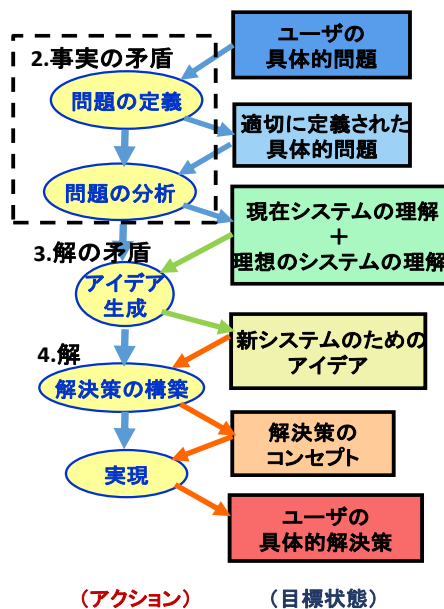 ユーザの
具体的問題
2.事実の矛盾
問題の定義
適切に定義された
具体的問題
問題の分析
現在システムの理解
＋
理想のシステムの理解
3.解の矛盾
アイデア
生成
新システムのための
アイデア
4.解
解決策の構築
解決策の
コンセプト
実現
ユーザの
具体的解決策
（アクション）
（目標状態）